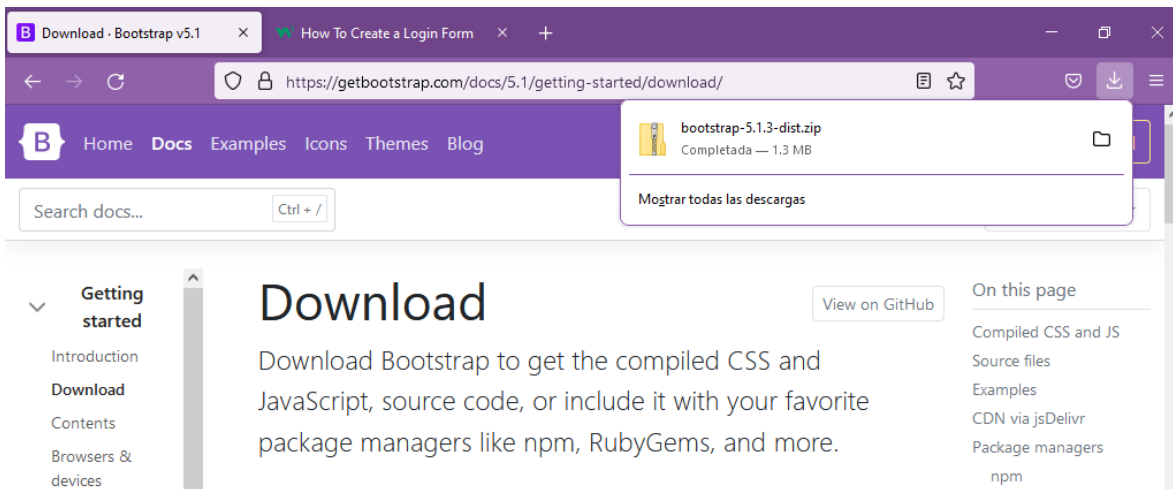 B Download · Bootstrap v5.1
How To Create a Login Form
https://getbootstrap.com/docs/5.1/getting-started/download/
B Home Docs Examples Icons Themes Blog
bootstrap-5.1.3-dist.zip
Completada — 1.3 MB
Mostrar todas las descargas
Search docs... Ctrl + /
Getting
started
Introduction
Download
Contents
Browsers &
devices
Download
View on GitHub
Download Bootstrap to get the compiled CSS and
JavaScript, source code, or include it with your favorite
package managers like npm, RubyGems, and more.
On this page
Compiled CSS and JS
Source files
Examples
CDN via jsDelivr
Package managers
npm